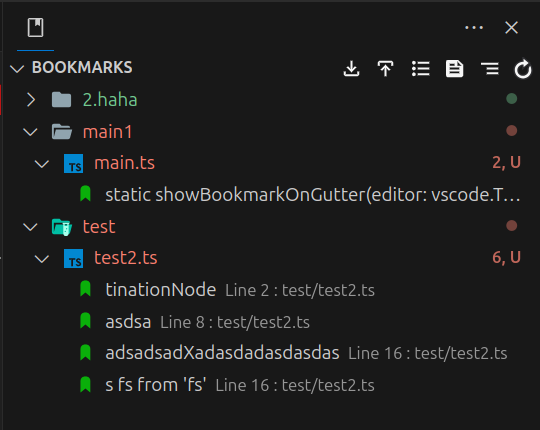 BOOKMARKS
2.haha
main1
TS main.ts 2, U
static showBookmarkOnGutter(editor: vscode.T...
test
TS test2.ts 6, U
tinationNode Line 2 : test/test2.ts
asdsa Line 8 : test/test2.ts
adsadsadXadasdadasdasdas Line 16 : test/test2.ts
s fs from 'fs' Line 16 : test/test2.ts